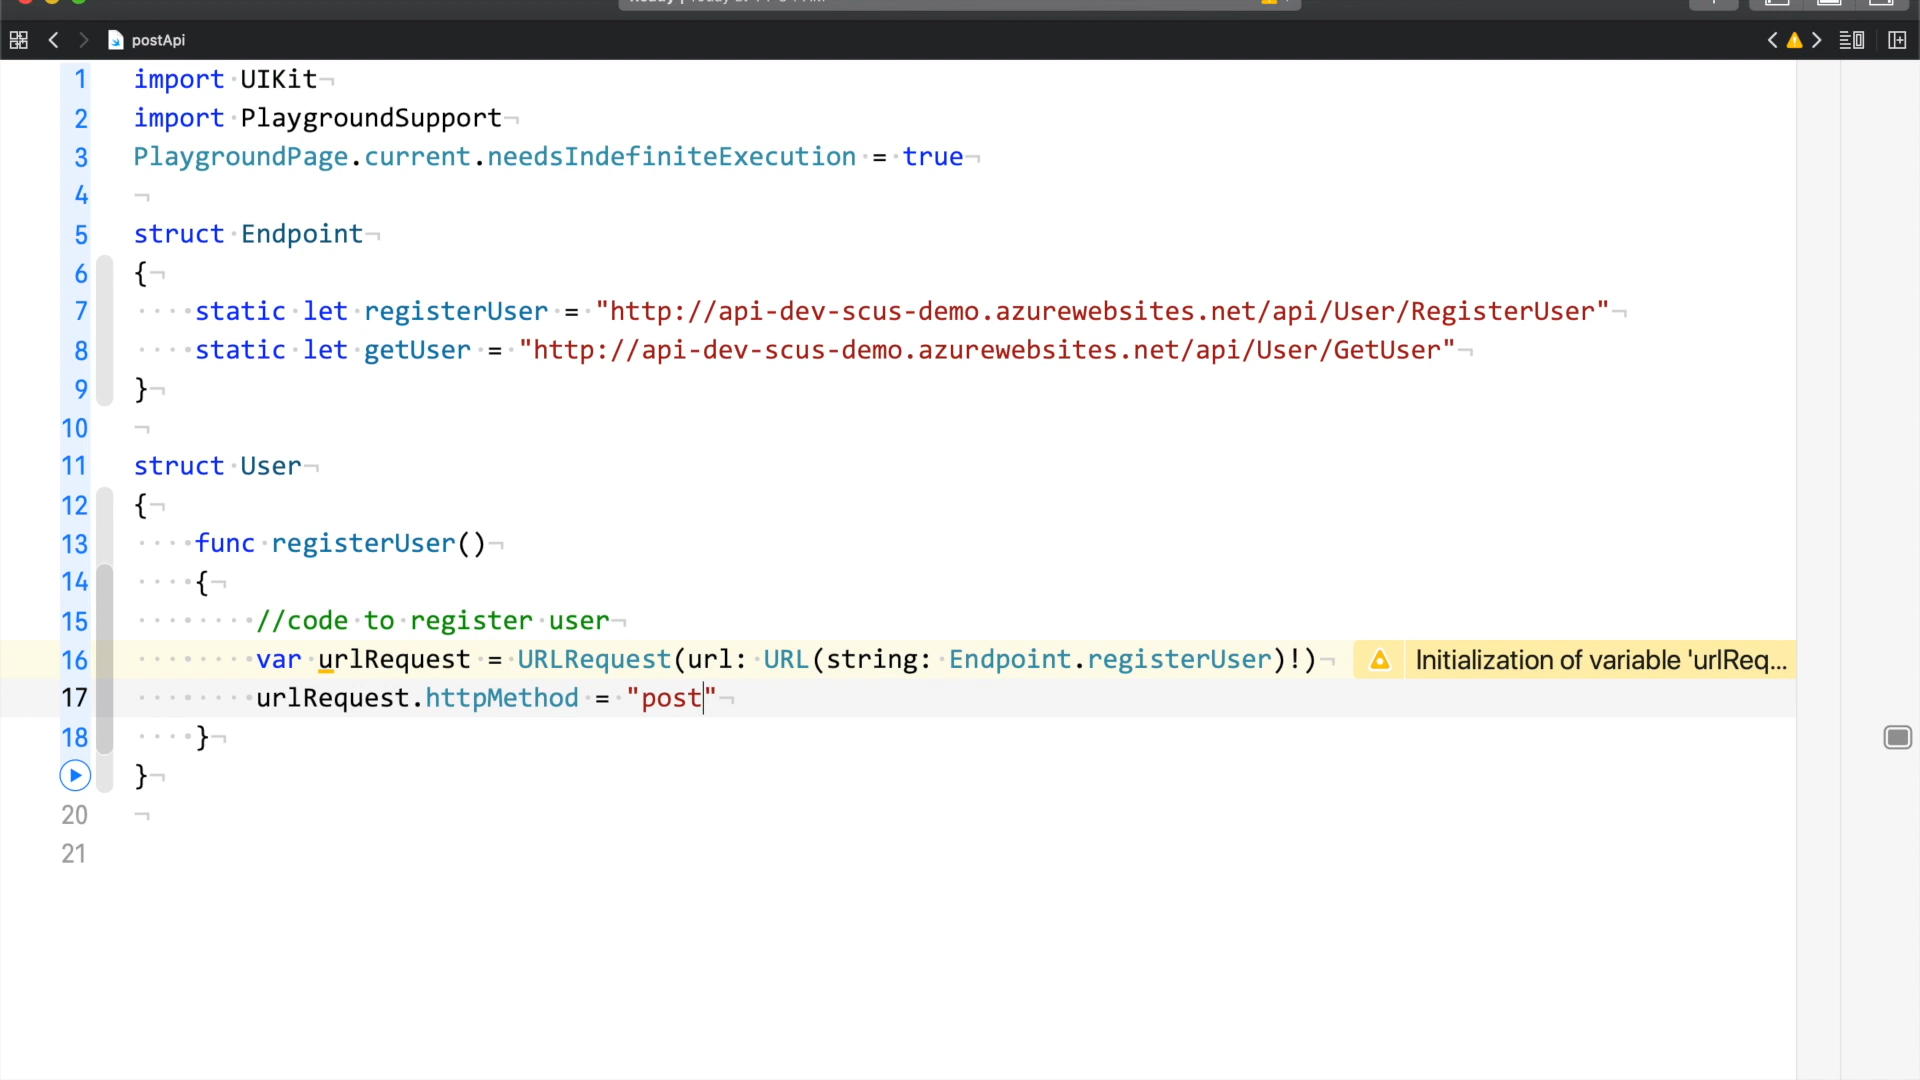 postApi
1 import UIKit
2 import PlaygroundSupport
3 PlaygroundPage.current.needsIndefiniteExecution = true
4
5 struct Endpoint
6 {
7 static let registerUser = "http://api-dev-scus-demo.azurewebsites.net/api/User/RegisterUser"
8 static let getUser = "http://api-dev-scus-demo.azurewebsites.net/api/User/GetUser"
9 }
10
11 struct User
12 {
13 func registerUser()
14 {
15 //code to register user
16 var urlRequest = URLRequest(url: URL(string: Endpoint.registerUser)!) Initialization of variable 'urlReq...
17 urlRequest.httpMethod = "post"
18 }
}
20
21